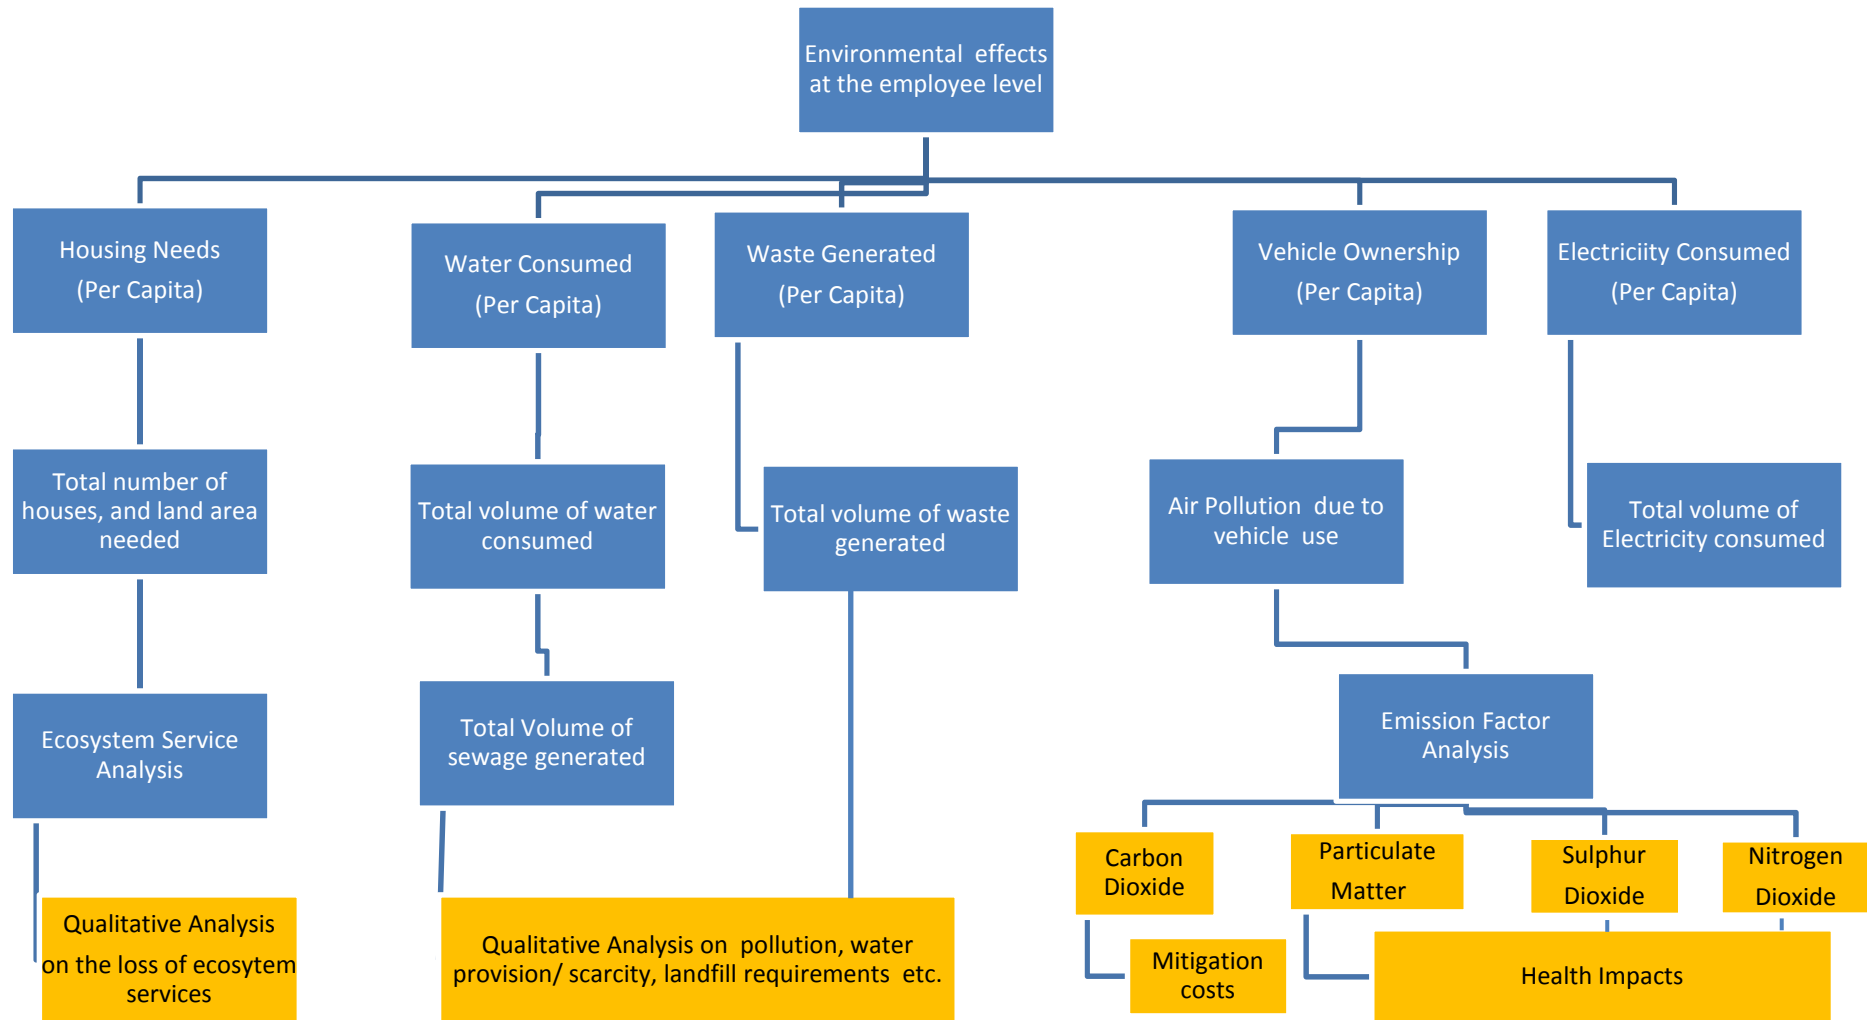 Environmental effects
at the employee level
Housing Needs
(Per Capita)
Water Consumed
(Per Capita)
Waste Generated
(Per Capita)
Vehicle Ownership
(Per Capita)
Electriciity Consumed
(Per Capita)
Total number of
houses, and land area
needed
Total volume of water
consumed
Total volume of waste
generated
Air Pollution due to
vehicle use
Total volume of
Electricity consumed
Ecosystem Service
Analysis
Total Volume of
sewage generated
Emission Factor
Analysis
Carbon
Dioxide
Particulate
Matter
Sulphur
Dioxide
Nitrogen
Dioxide
Qualitative Analysis
on the loss of ecosytem
services
Qualitative Analysis on pollution, water
provision/ scarcity, landfill requirements etc.
Mitigation
costs
Health Impacts